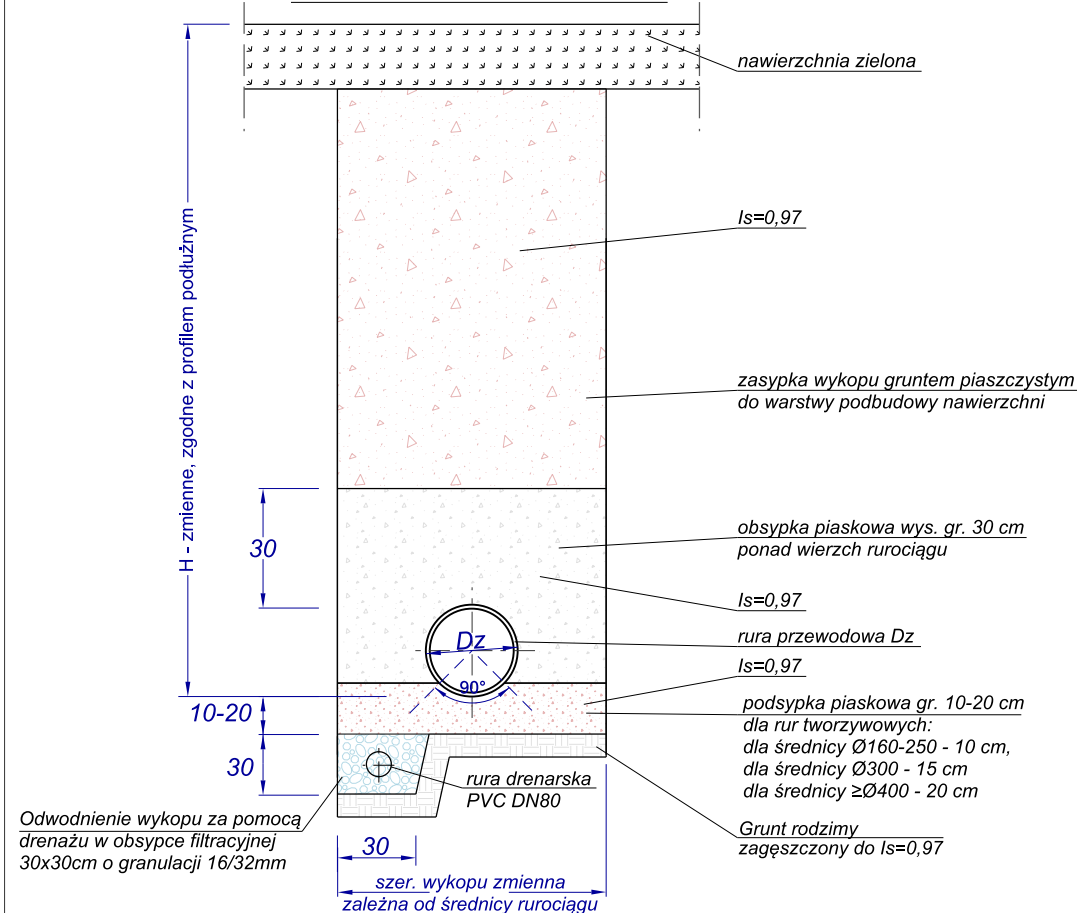 nawierzchnia zielona
Is=0,97
zasypka wykopu gruntem piaszczystym
do warstwy podbudowy nawierzchni
H - zmienne, zgodne z profilem podłużnym
30
obsypka piaskowa wys. gr. 30 cm
ponad wierzch rurociągu
Is=0,97
rura przewodowa Dz
Dz
Is=0,97
90°
10-20
podsypka piaskowa gr. 10-20 cm
dla rur tworzywowych:
dla średnicy Ø160-250 - 10 cm,
dla średnicy Ø300 - 15 cm
dla średnicy ≥Ø400 - 20 cm
30
rura drenarska
PVC DN80
Odwodnienie wykopu za pomocą
drenażu w obsypce filtracyjnej
30x30cm o granulacji 16/32mm
Grunt rodzimy
zagęszczony do Is=0,97
30
szer. wykopu zmienna
zależna od średnicy rurociągu